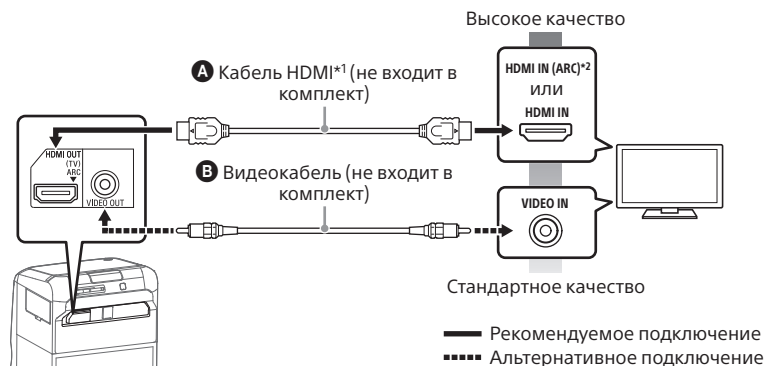 Высокое качество
A Кабель HDMI*1 (не входит в
комплект)
HDMI IN (ARC)*2
или
HDMI IN
HDMI OUT
(TV)
ARC
VIDEO OUT
B Видеокабель (не входит в
комплект)
VIDEO IN
Стандартное качество
Рекомендуемое подключение
Альтернативное подключение